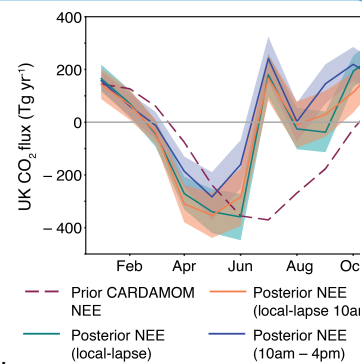 UK CO2 flux (Tg yr-1)
400
200
0
– 200
– 400
Feb Apr Jun Aug Oc
Prior CARDAMOM
NEE
Posterior NEE
(local-lapse)
Posterior NEE
(local-lapse 10a
Posterior NEE
(10am – 4pm)